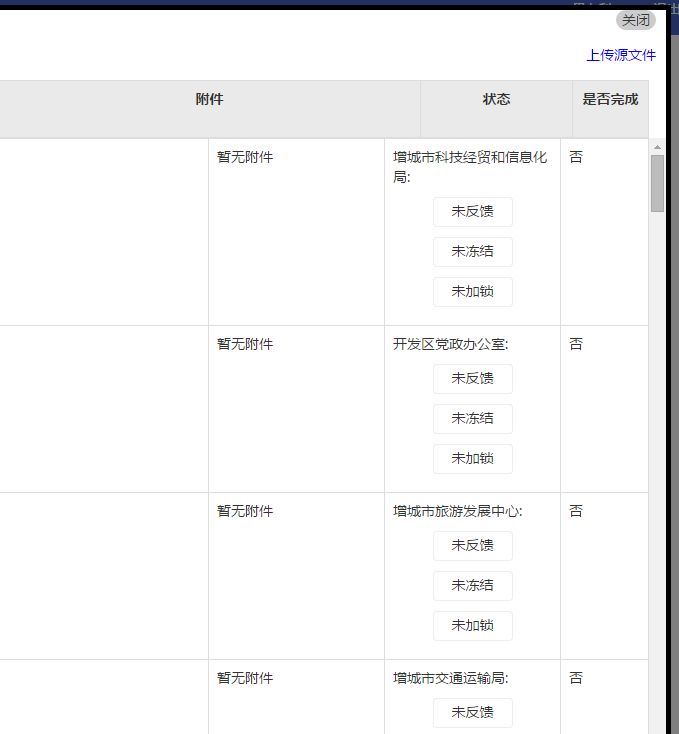 关闭
上传源文件
附件 状态 是否完成
暂无附件 增城市科技经贸和信息化 否
局:
未反馈
未冻结
未加锁
暂无附件 开发区党政办公室: 否
未反馈
未冻结
未加锁
暂无附件 增城市旅游发展中心: 否
未反馈
未冻结
未加锁
暂无附件 增城市交通运输局: 否
未反馈